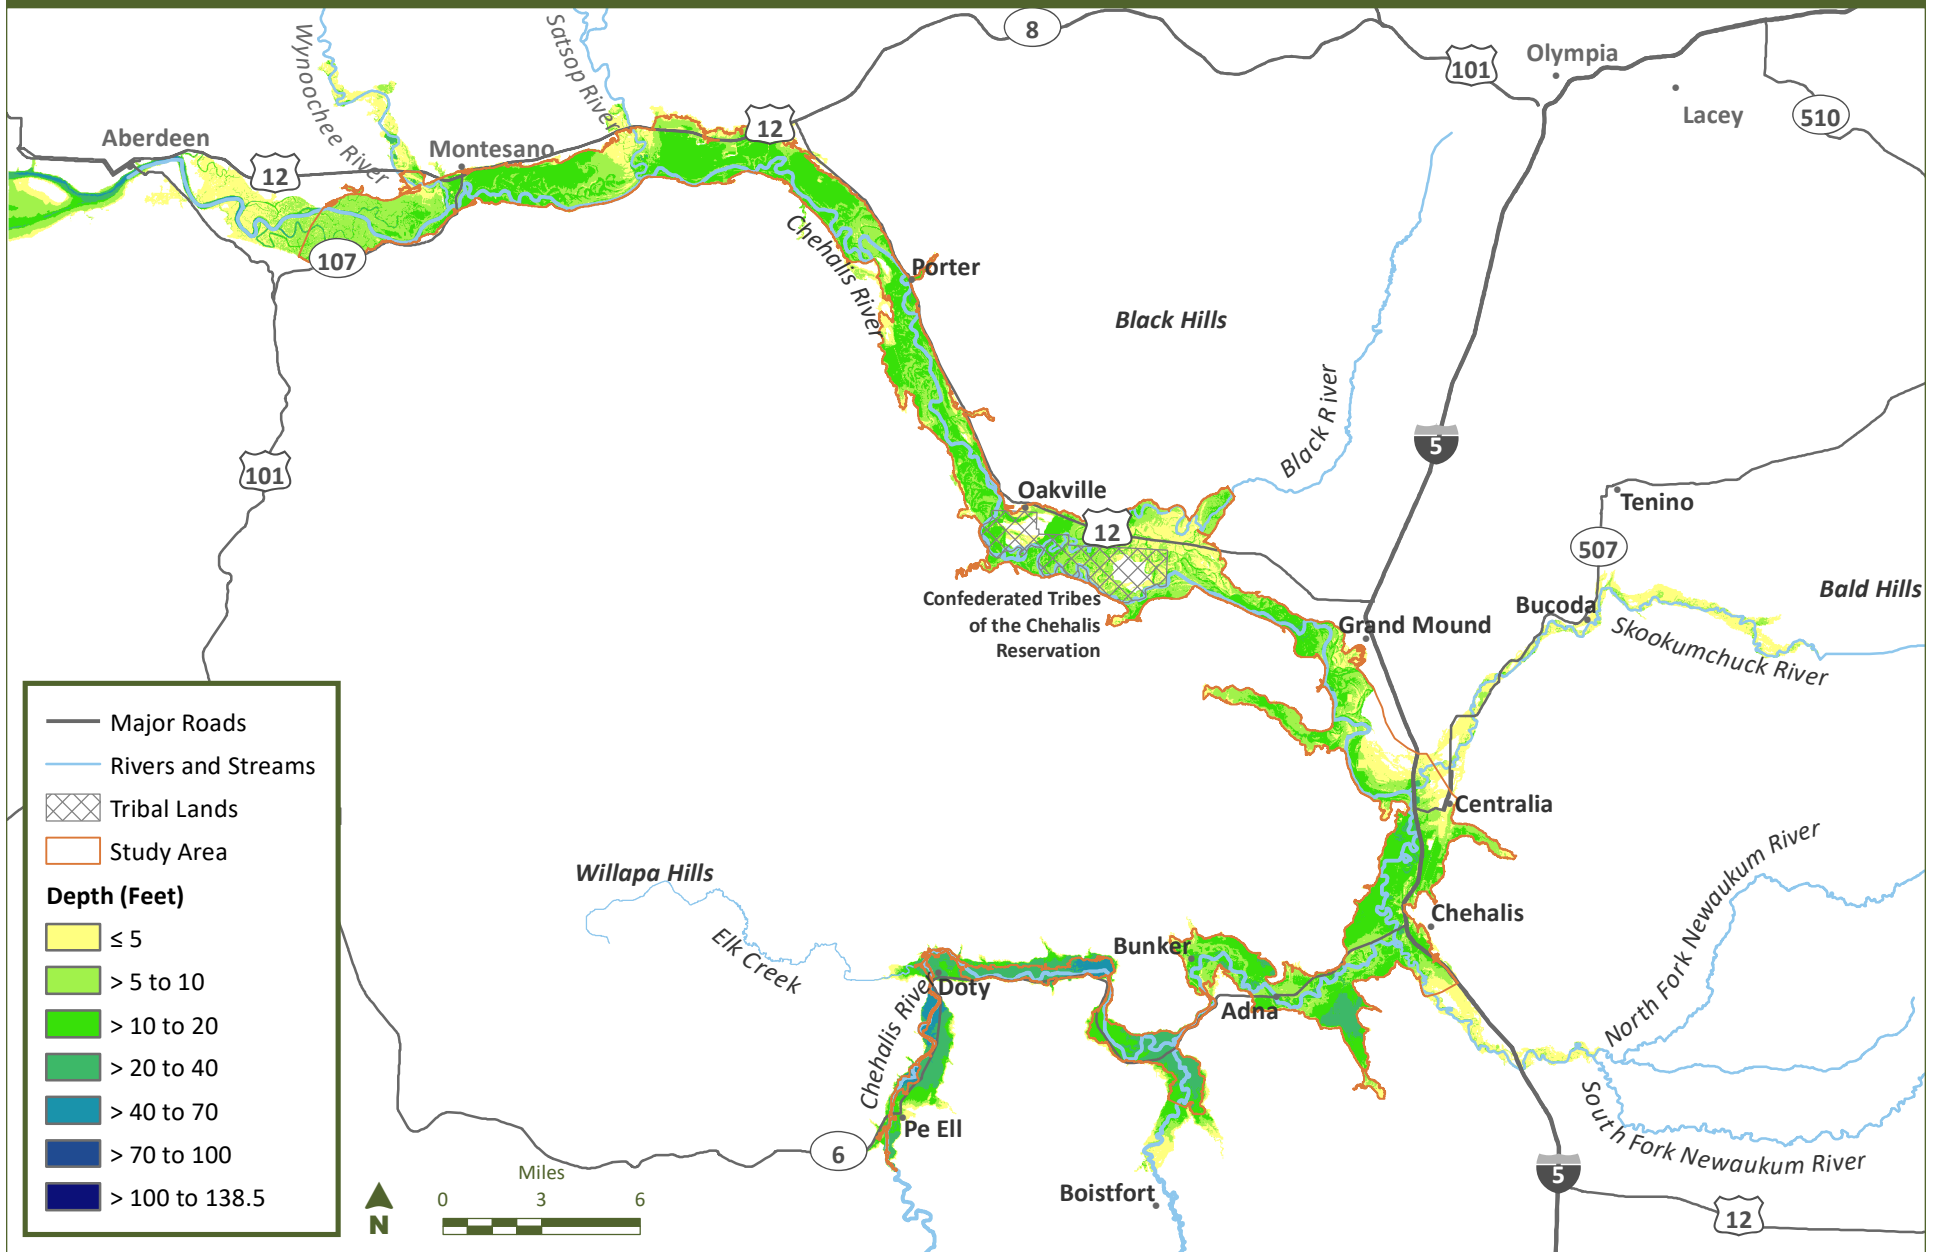 Wynoochee River
Satsop River
8
101
Olympia
Lacey
510
Aberdeen
12
Montesano
12
107
Chehalis River
Porter
Black Hills
Black River
5
101
Oakville
12
Tenino
507
Confederated Tribes
of the Chehalis
Reservation
Grand Mound
Bucoda
Bald Hills
Skookumchuck River
Centralia
Willapa Hills
Elk Creek
Chehalis
North Fork Newaukum River
Bunker
Doty
Adna
Chehalis River
Pe Ell
6
South Fork Newaukum River
Boistfort
5
12
Major Roads
Rivers and Streams
Tribal Lands
Study Area
Depth (Feet)
≤ 5
> 5 to 10
> 10 to 20
> 20 to 40
> 40 to 70
> 70 to 100
> 100 to 138.5
N
Miles
0 3 6